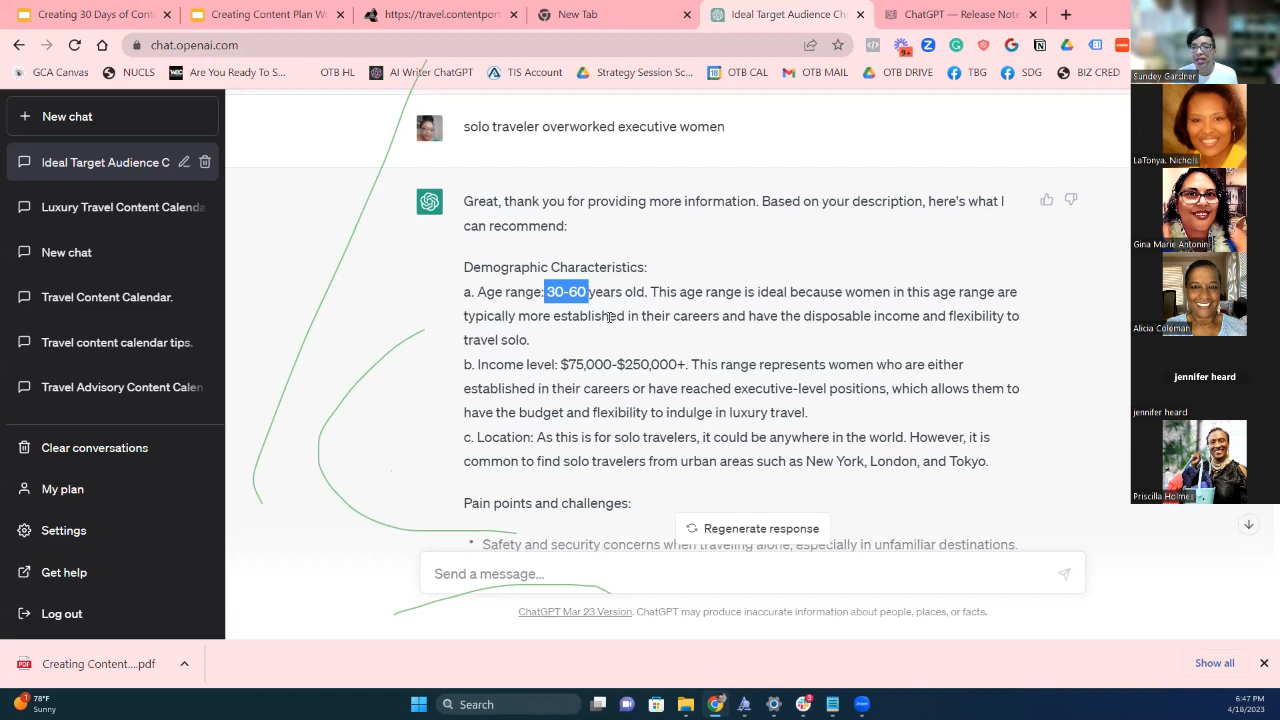 Creating 30 Days of Cont
Creating Content Plan W
https://travel.contentport
New Tab
Ideal Target Audience Cha
ChatGPT — Release Note
chat.openai.com
9+
GCA Canvas
NUCLS
Are You Ready To S...
OTB HL
AI Writer ChatGPT
TIS Account
Strategy Session Sc...
OTB CAL
OTB MAIL
OTB DRIVE
TBG
SDG
BIZ CRED
Sundey Gardner
LaTonya. Nichols
Gina Marie Antonin
Alicia Coleman
jennifer heard
jennifer heard
Priscilla Holmes
New chat
Ideal Target Audience C
Luxury Travel Content Calenda
New chat
Travel Content Calendar.
Travel content calendar tips.
Travel Advisory Content Calen
Clear conversations
My plan
Settings
Get help
Log out
solo traveler overworked executive women
Great, thank you for providing more information. Based on your description, here's what I
can recommend:
Demographic Characteristics:
a. Age range: 30-60 years old. This age range is ideal because women in this age range are
typically more established in their careers and have the disposable income and flexibility to
travel solo.
b. Income level: $75,000-$250,000+. This range represents women who are either
established in their careers or have reached executive-level positions, which allows them to
have the budget and flexibility to indulge in luxury travel.
c. Location: As this is for solo travelers, it could be anywhere in the world. However, it is
common to find solo travelers from urban areas such as New York, London, and Tokyo.
Pain points and challenges:
Regenerate response
• Safety and security concerns when traveling alone, especially in unfamiliar destinations.
Send a message...
ChatGPT Mar 23 Version. ChatGPT may produce inaccurate information about people, places, or facts.
Creating Content....pdf
Show all
78°F
Sunny
Search
6:47 PM
4/18/2023